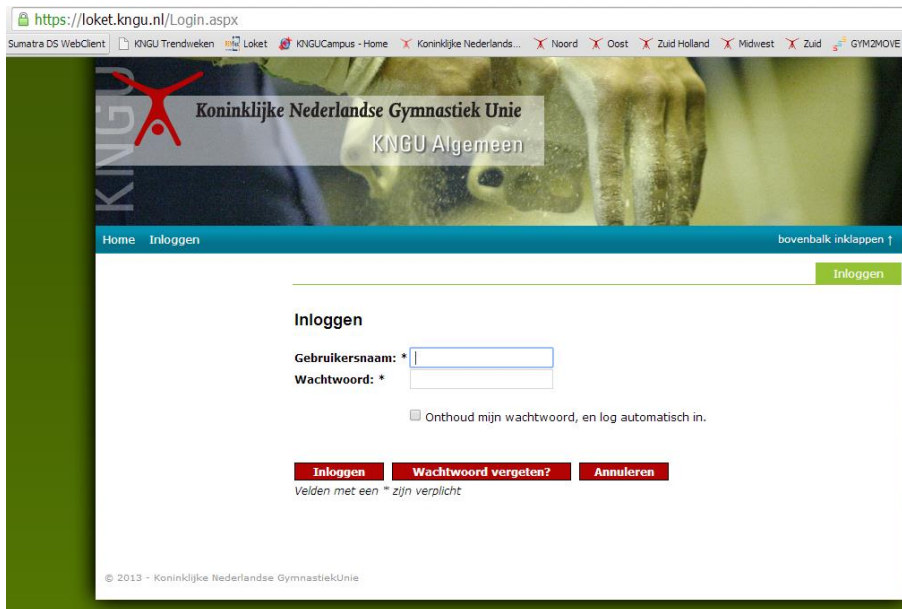 https://loket.kngu.nl/Login.aspx
Sumatra DS WebClient KNGU Trendweken Loket KNGUCampus - Home Koninklijke Nederlands... Noord Oost Zuid Holland Midwest Zuid GYM2MOVE
KNGU
Koninklijke Nederlandse Gymnastiek Unie
KNGU Algemeen
Home Inloggen bovenbalk inklappen ↑
Inloggen
Inloggen
Gebruikersnaam: *
Wachtwoord: *
Onthoud mijn wachtwoord, en log automatisch in.
Inloggen Wachtwoord vergeten? Annuleren
Velden met een * zijn verplicht
© 2013 - Koninklijke Nederlandse GymnastiekUnie